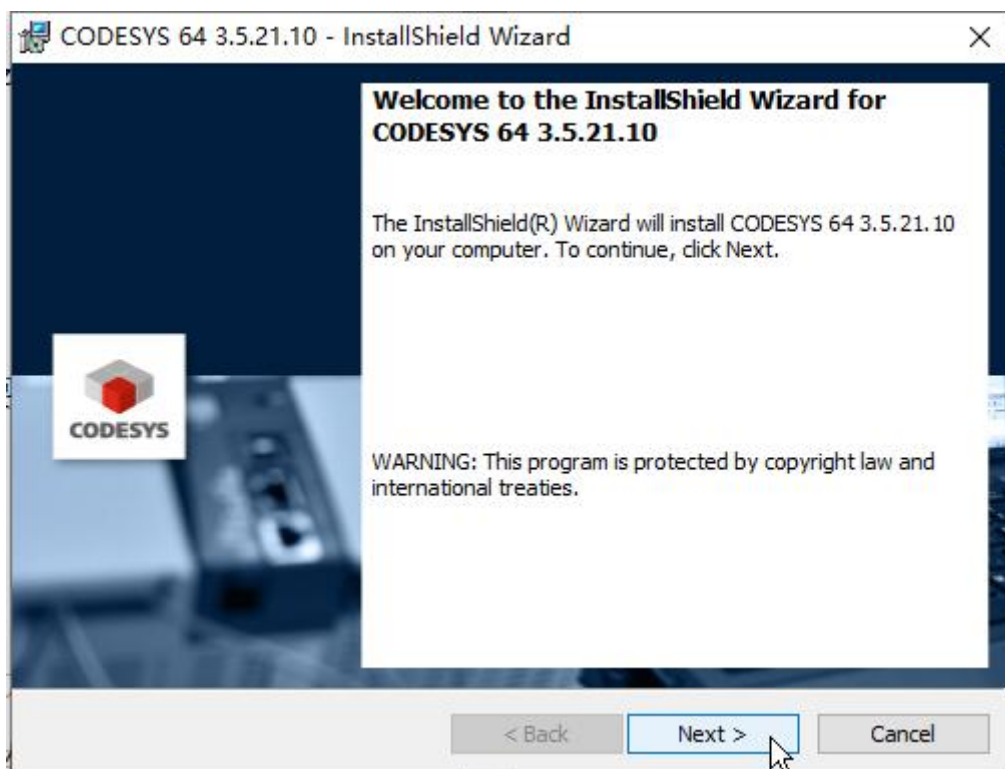 CODESYS 64 3.5.21.10 - InstallShield Wizard
Welcome to the InstallShield Wizard for
CODESYS 64 3.5.21.10
The InstallShield(R) Wizard will install CODESYS 64 3.5.21.10
on your computer. To continue, click Next.
CODESYS
WARNING: This program is protected by copyright law and
international treaties.
< Back
Next >
Cancel